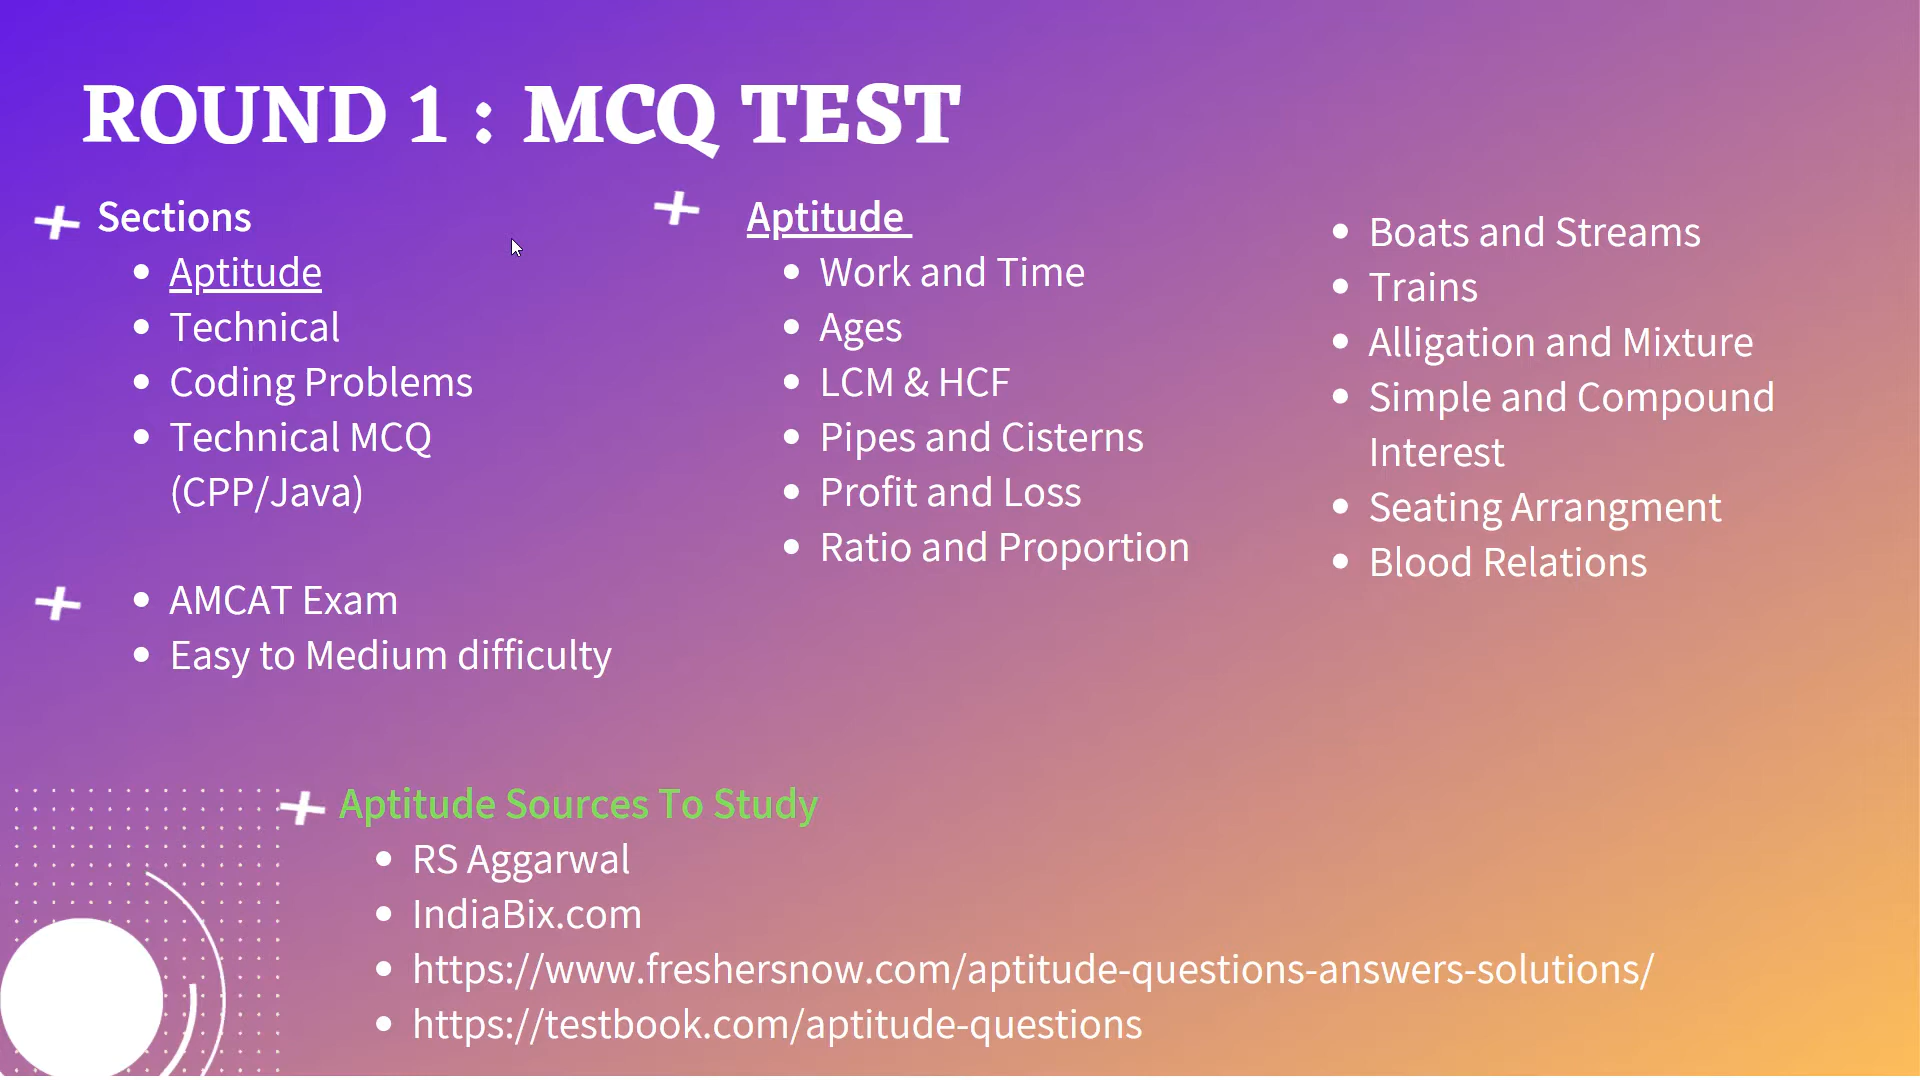 ROUND 1 : MCQ TEST
Sections
Aptitude
Technical
Coding Problems
Technical MCQ
(CPP/Java)
AMCAT Exam
Easy to Medium difficulty
Aptitude
Work and Time
Ages
LCM & HCF
Pipes and Cisterns
Profit and Loss
Ratio and Proportion
Boats and Streams
Trains
Alligation and Mixture
Simple and Compound
Interest
Seating Arrangment
Blood Relations
Aptitude Sources To Study
RS Aggarwal
IndiaBix.com
https://www.freshersnow.com/aptitude-questions-answers-solutions/
https://testbook.com/aptitude-questions